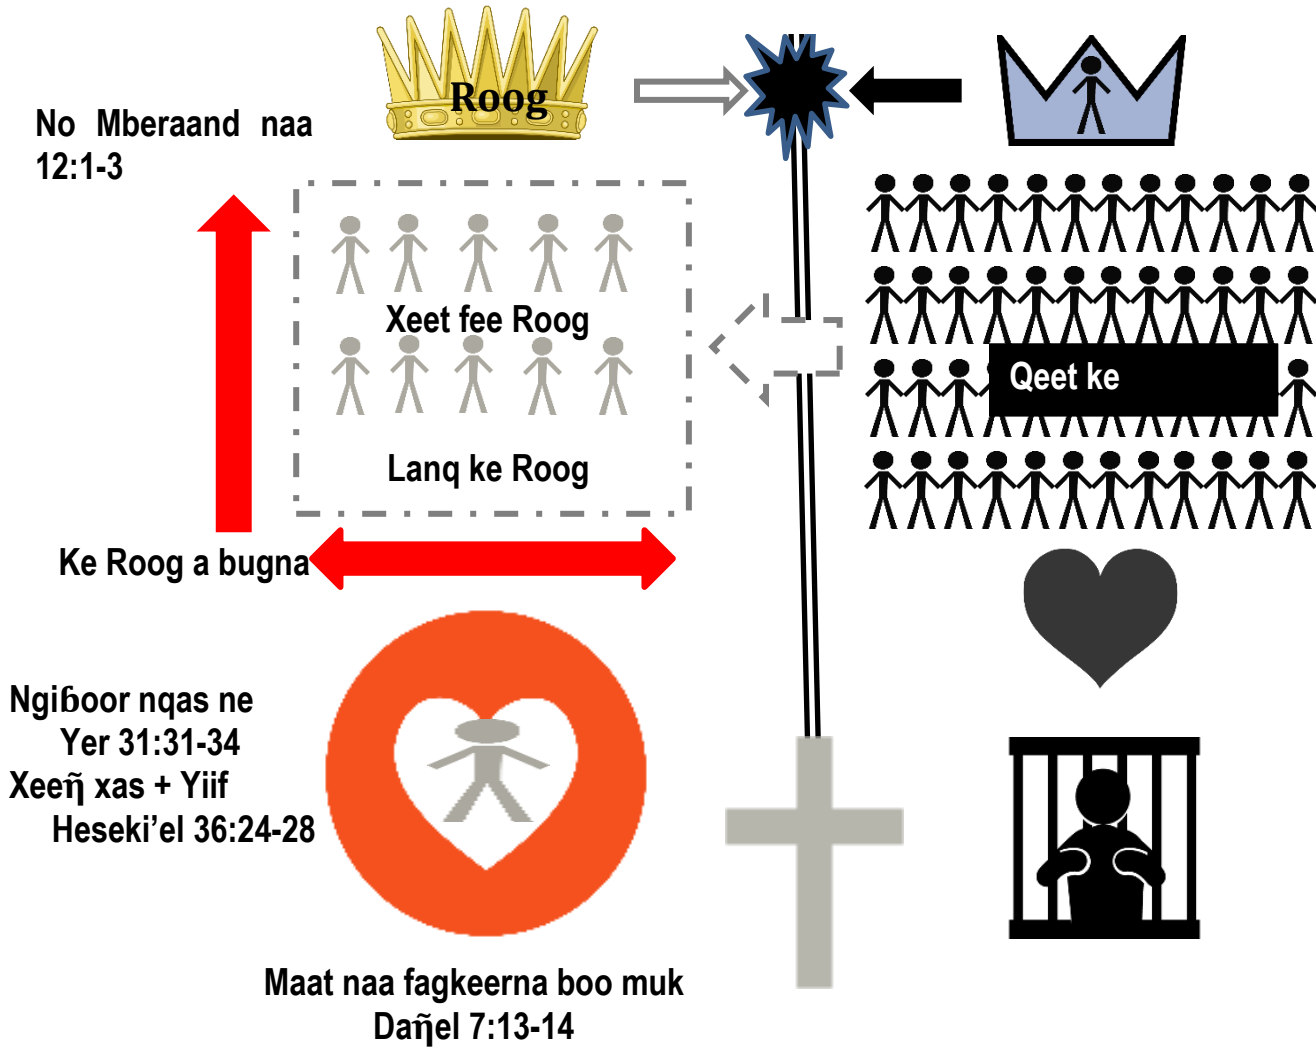 Roog
No Mberaand naa
12:1-3
Xeet fee Roog
Qeet ke
Lanq ke Roog
Ke Roog a bugna
Ngiɓoor nqas ne
Yer 31:31-34
Xeeñ xas + Yiif
Heseki’el 36:24-28
Maat naa fagkeerna boo muk
Dañel 7:13-14